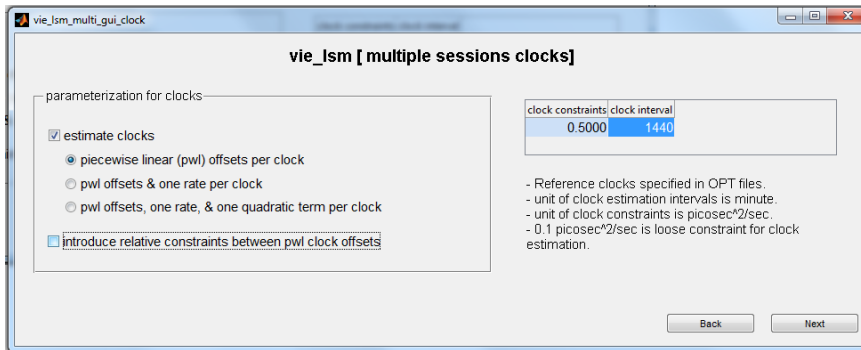 vie_lsm_multi_gui_clock
vie_lsm [ multiple sessions clocks]
parameterization for clocks
estimate clocks
piecewise linear (pwl) offsets per clock
pwl offsets & one rate per clock
pwl offsets, one rate, & one quadratic term per clock
introduce relative constraints between pwl clock offsets
clock constraints clock interval
0.5000 1440
- Reference clocks specified in OPT files.
- unit of clock estimation intervals is minute.
- unit of clock constraints is picosec^2/sec.
- 0.1 picosec^2/sec is loose constraint for clock
estimation.
Back Next